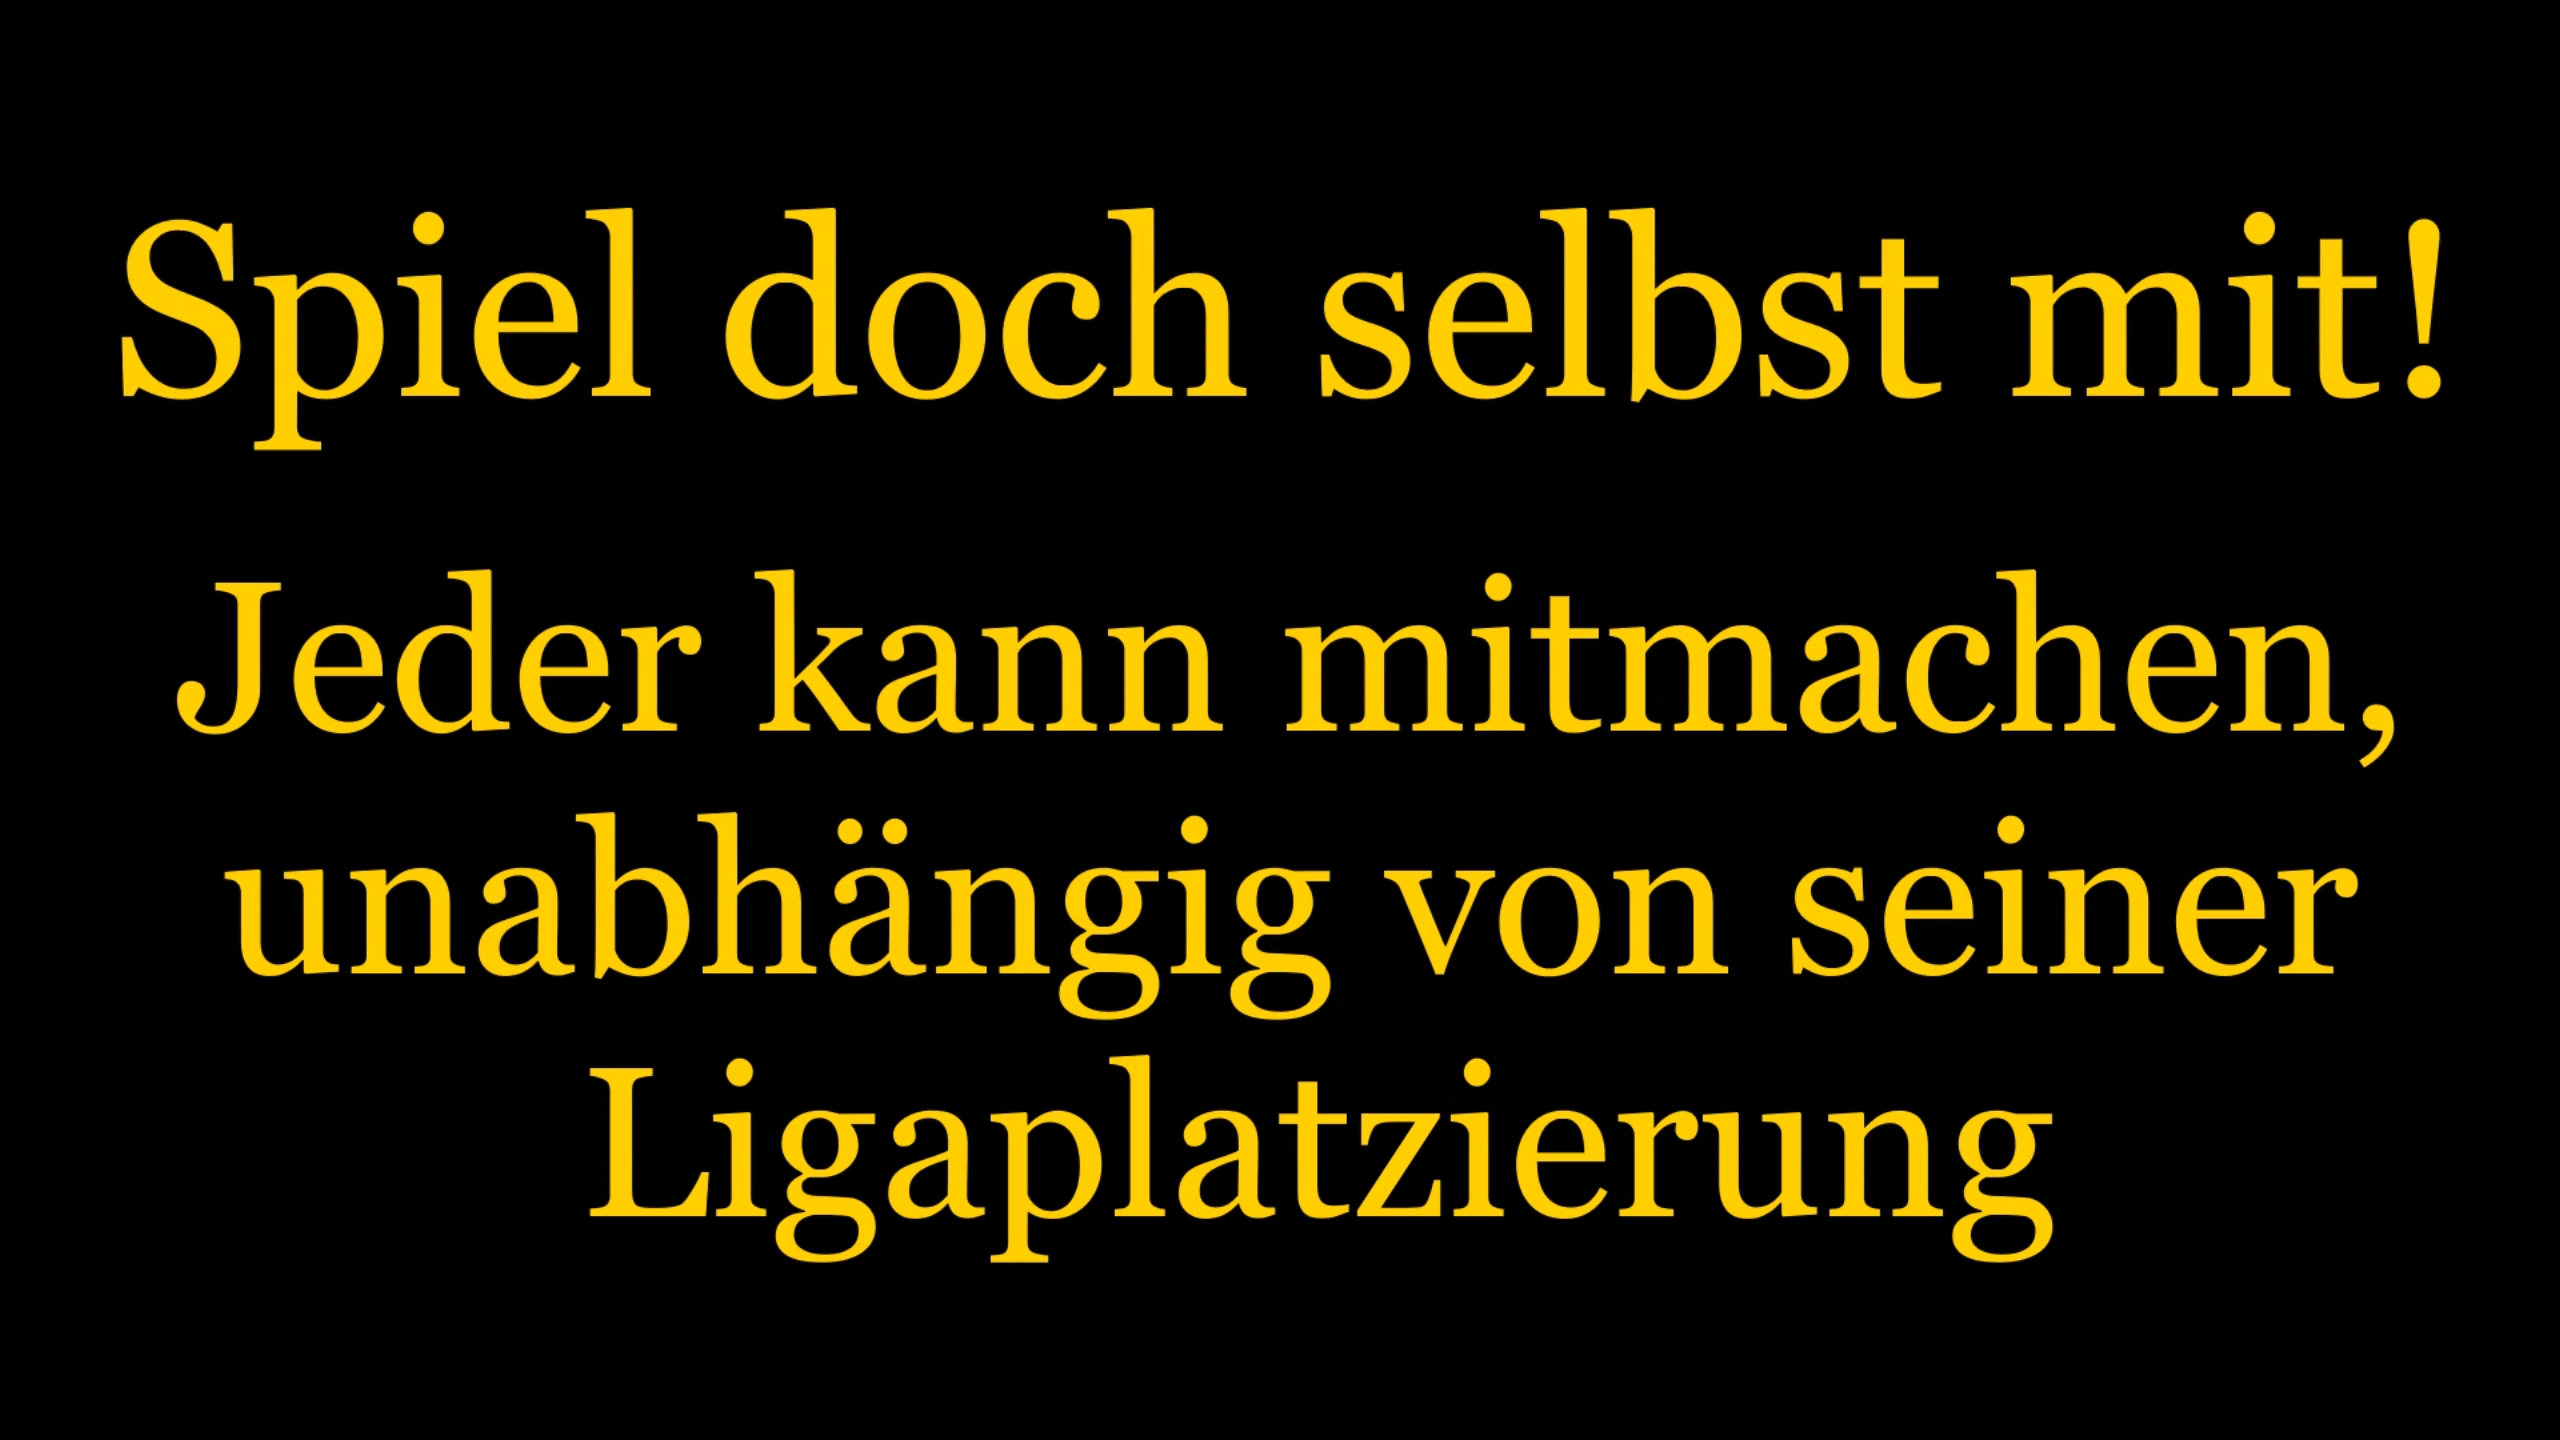 Spiel doch selbst mit!
Jeder kann mitmachen,
unabhängig von seiner
Ligaplatzierung